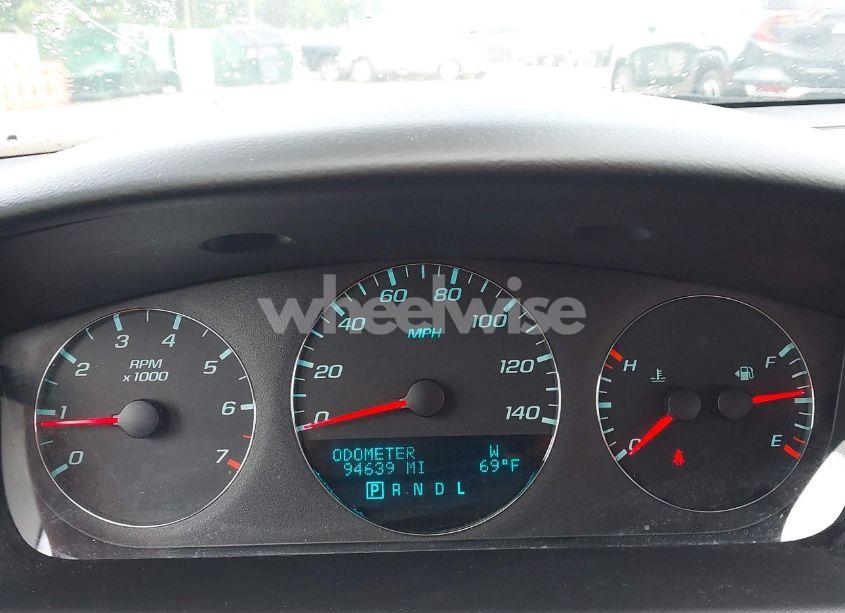 wheelwise
0 1 2 3 4 5 6 7
RPM
x 1000
0 20 40 60 80 100 120 140
MPH
ODOMETER W
94639 MI 69°F
P R N D L
H F
C E